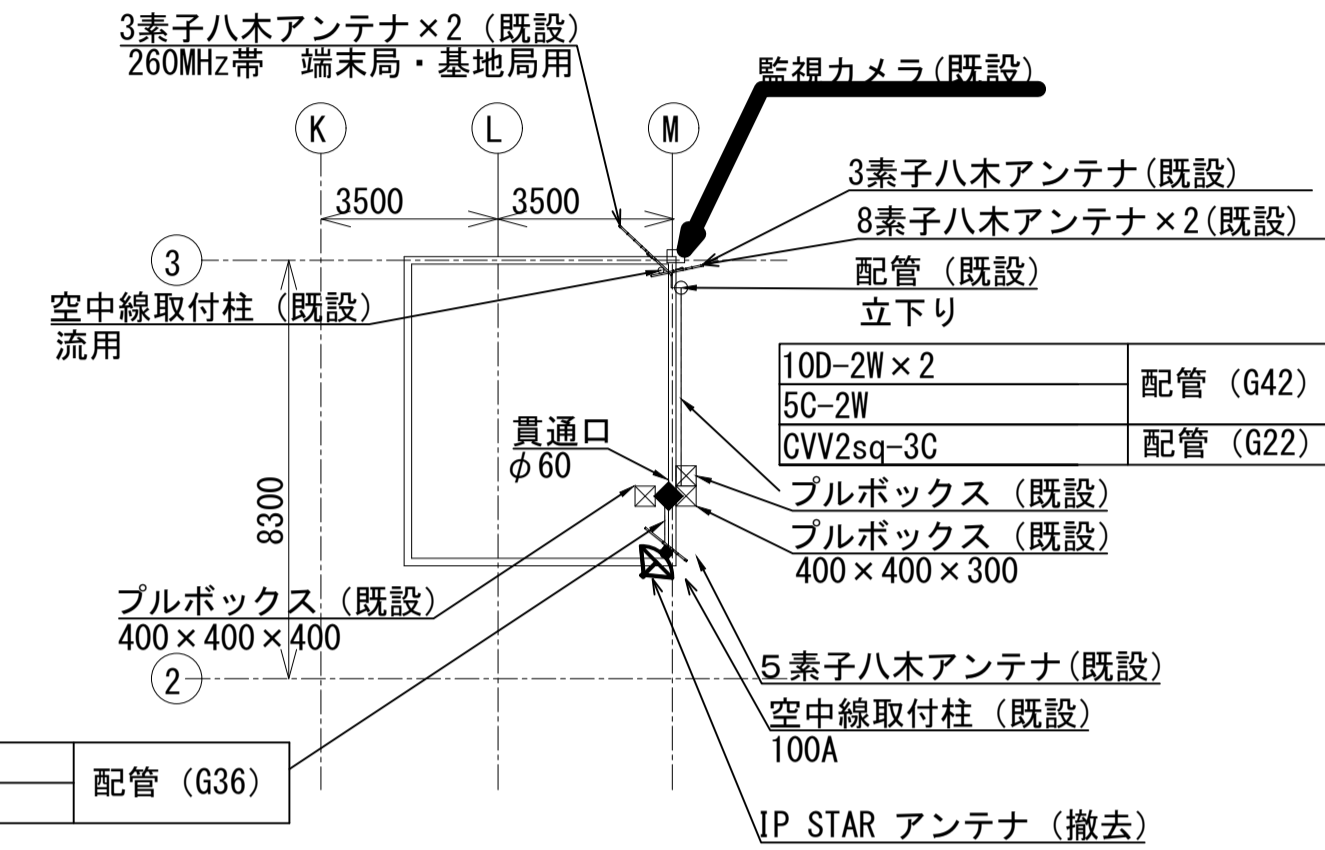 3素子八木アンテナ×2（既設）
260MHz帯　端末局・基地局用
監視カメラ(既設)
K
L
M
3素子八木アンテナ(既設)
3500
3500
8素子八木アンテナ×2(既設)
3
配管（既設）
立下り
空中線取付柱（既設）
流用
10D-2W×2
配管（G42）
5C-2W
CVV2sq-3C
配管（G22）
貫通口
φ60
プルボックス（既設）
8300
プルボックス（既設）
400×400×300
プルボックス（既設）
400×400×400
5素子八木アンテナ(既設)
2
空中線取付柱（既設）
100A
配管（G36）
IP STAR アンテナ（撤去）